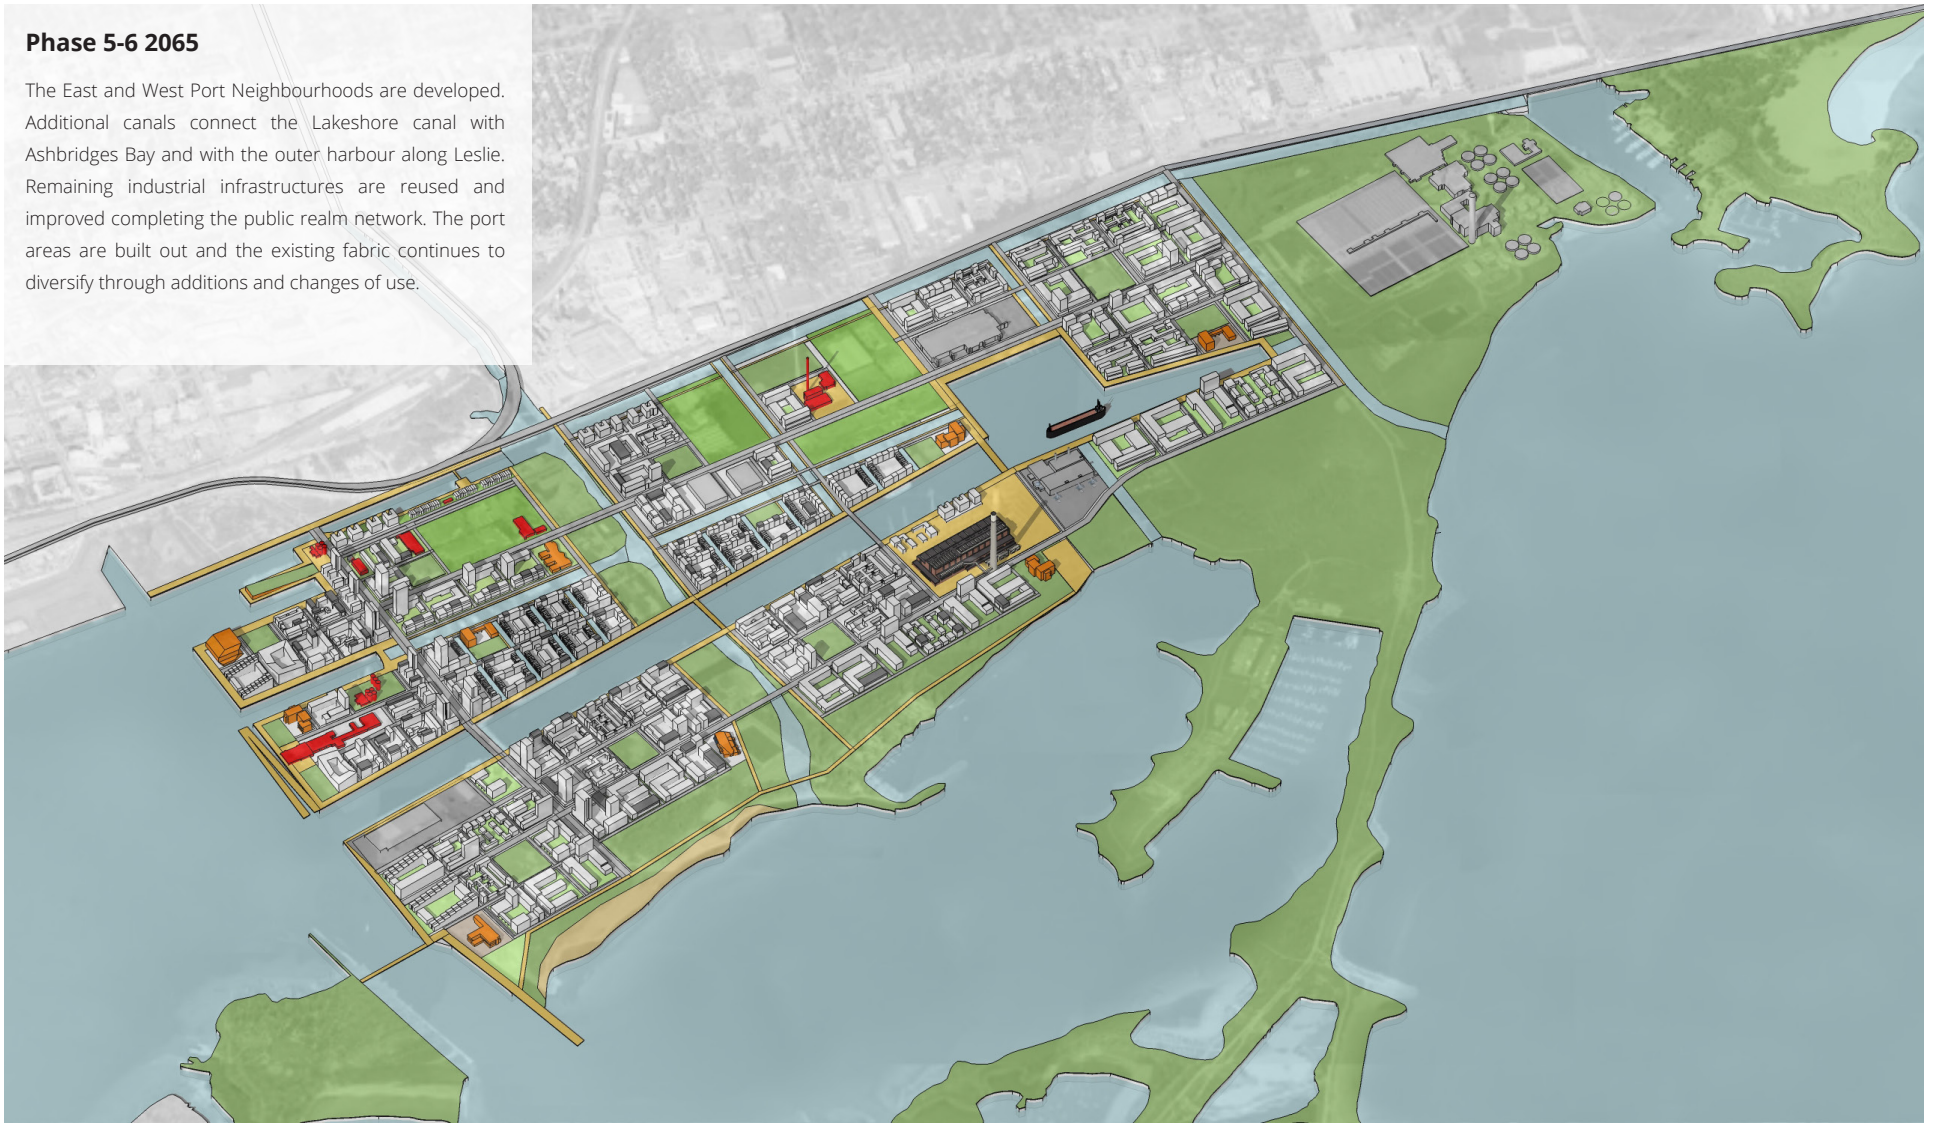 Phase 5-6 2065
The East and West Port Neighbourhoods are developed.
Additional canals connect the Lakeshore canal with
Ashbridges Bay and with the outer harbour along Leslie.
Remaining industrial infrastructures are reused and
improved completing the public realm network. The port
areas are built out and the existing fabric continues to
diversify through additions and changes of use.